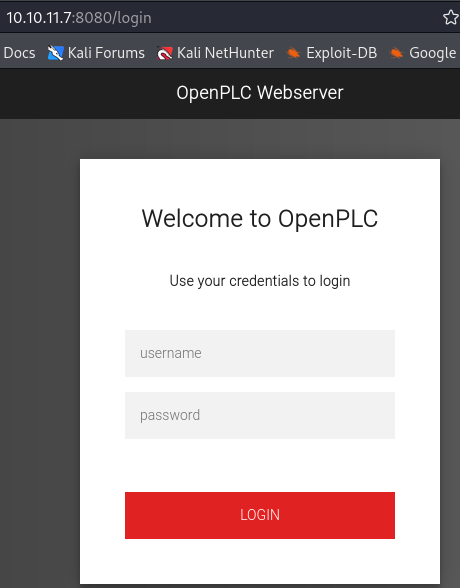 10.10.11.7:8080/login
Docs Kali Forums Kali NetHunter Exploit-DB Google
OpenPLC Webserver
Welcome to OpenPLC
Use your credentials to login
username
password
LOGIN